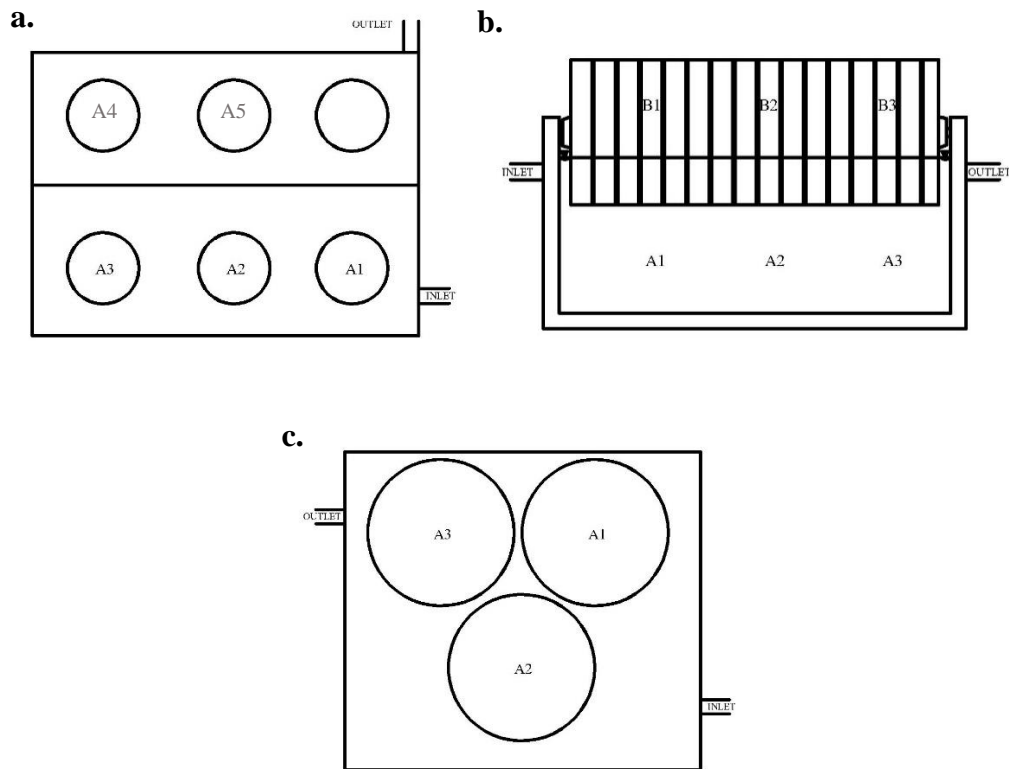 a.
OUTLET
A4 A5
A3 A2 A1
INLET
b.
B1 B2 B3
INLET OUTLET
A1 A2 A3
c.
OUTLET
A3 A1
A2
INLET